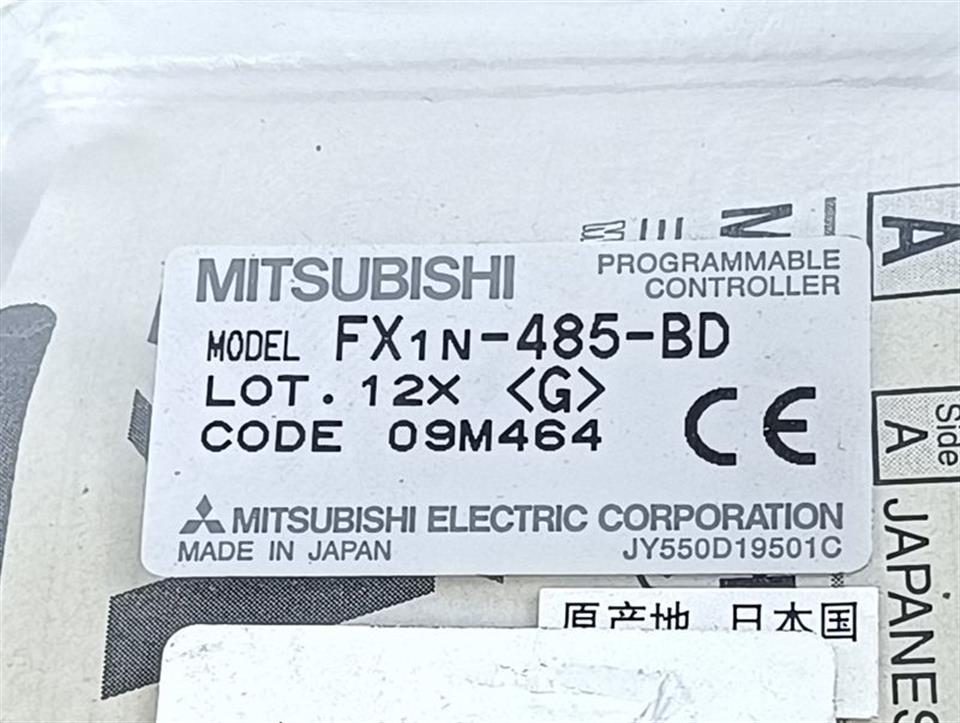 MITSUBISHI
PROGRAMMABLE
CONTROLLER
MODEL FX1N-485-BD
LOT. 12X <G>
CODE 09M464
CE
MITSUBISHI ELECTRIC CORPORATION
MADE IN JAPAN
JY550D19501C
原产地 日本国
A
Side
A
JAPANES